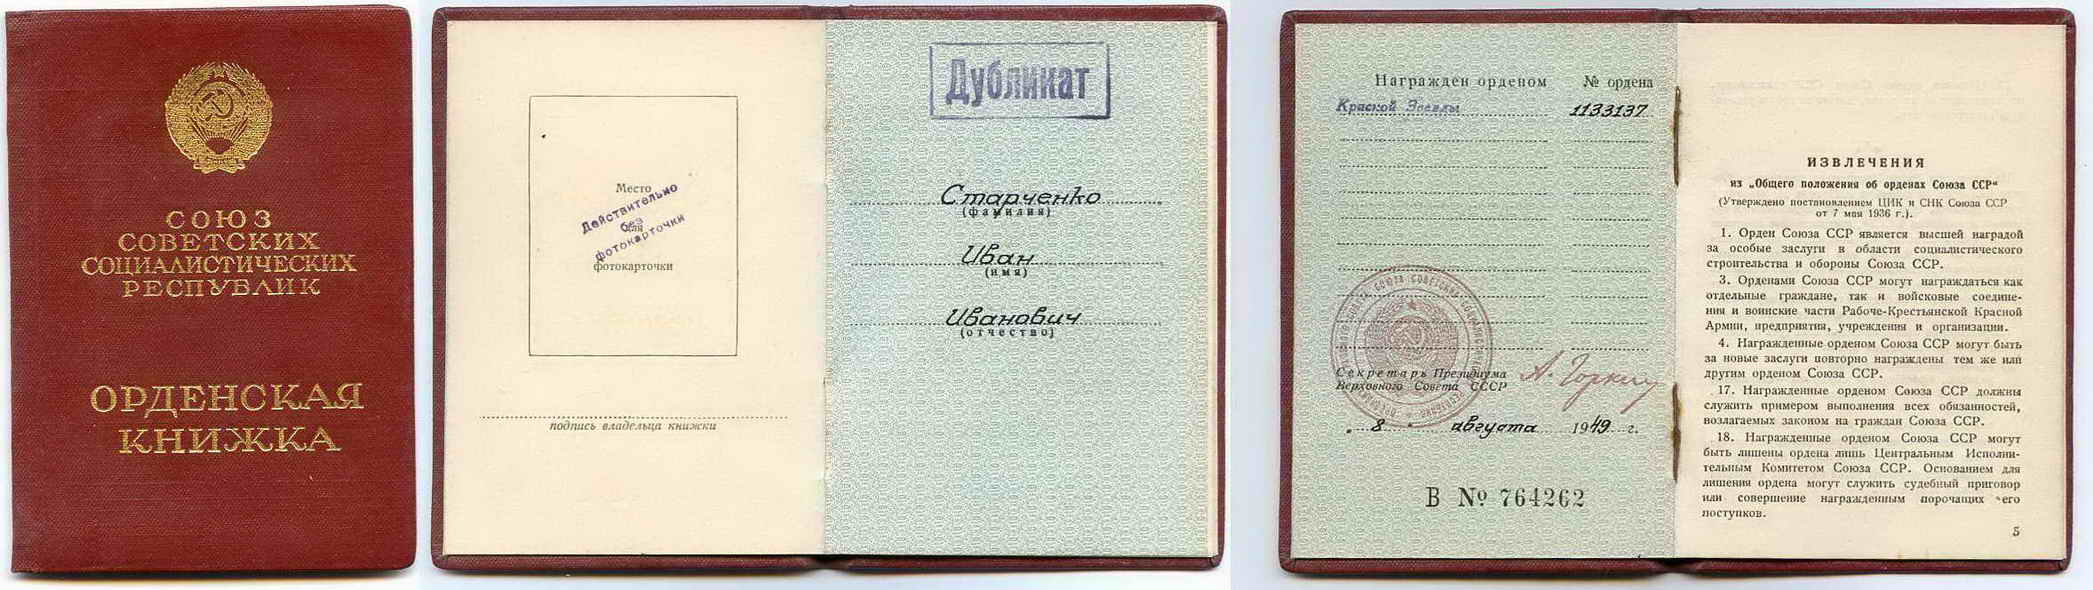 СОЮЗ
СОВЕТСКИХ
СОЦИАЛИСТИЧЕСКИХ
РЕСПУБЛИК
ОРДЕНСКАЯ
КНИЖКА
Место
для
фотокарточки
Действительно
без
фотокарточки
подпись владельца книжки
Дубликат
Старченко
(фамилия)
Иван
(имя)
Иванович
(отчество)
Награжден орденом № ордена
Красной Звезды 1133137
Секретарь Президиума
Верховного Совета СССР
А. Горкин
"8" августа 1949 г.
В № 764262
ИЗВЛЕЧЕНИЯ
из „Общего положения об орденах Союза ССР“
(Утверждено постановлением ЦИК и СНК Союза ССР
от 7 мая 1936 г.).
1. Орден Союза ССР является высшей наградой
за особые заслуги в области социалистического
строительства и обороны Союза ССР.
3. Орденами Союза ССР могут награждаться как
отдельные граждане, так и войсковые соедине-
ния и воинские части Рабоче-Крестьянской Красной
Армии, предприятия, учреждения и организации.
4. Награжденные орденом Союза ССР могут быть
за новые заслуги повторно награждены тем же или
другим орденом Союза ССР.
17. Награжденные орденом Союза ССР должны
служить примером выполнения всех обязанностей,
возлагаемых законом на граждан Союза ССР.
18. Награжденные орденом Союза ССР могут
быть лишены ордена лишь Центральным Исполни-
тельным Комитетом Союза ССР. Основанием для
лишения ордена могут служить судебный приговор
или совершение награжденным порочащих его
поступков.
5